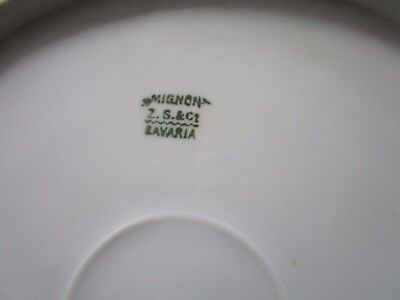 "MIGNON"
Z. S. & Co
BAVARIA